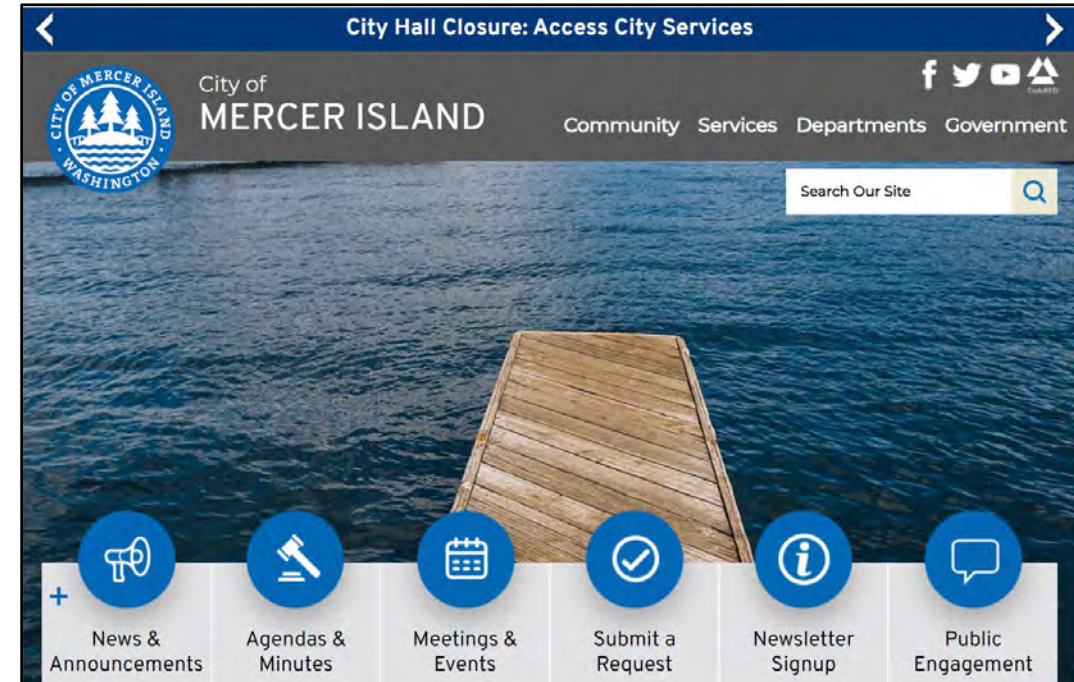 City Hall Closure: Access City Services
CITY OF MERCER ISLAND
WASHINGTON
City of
MERCER ISLAND
CodeRED
Community Services Departments Government
Search Our Site
News &
Announcements
Agendas &
Minutes
Meetings &
Events
Submit a
Request
Newsletter
Signup
Public
Engagement